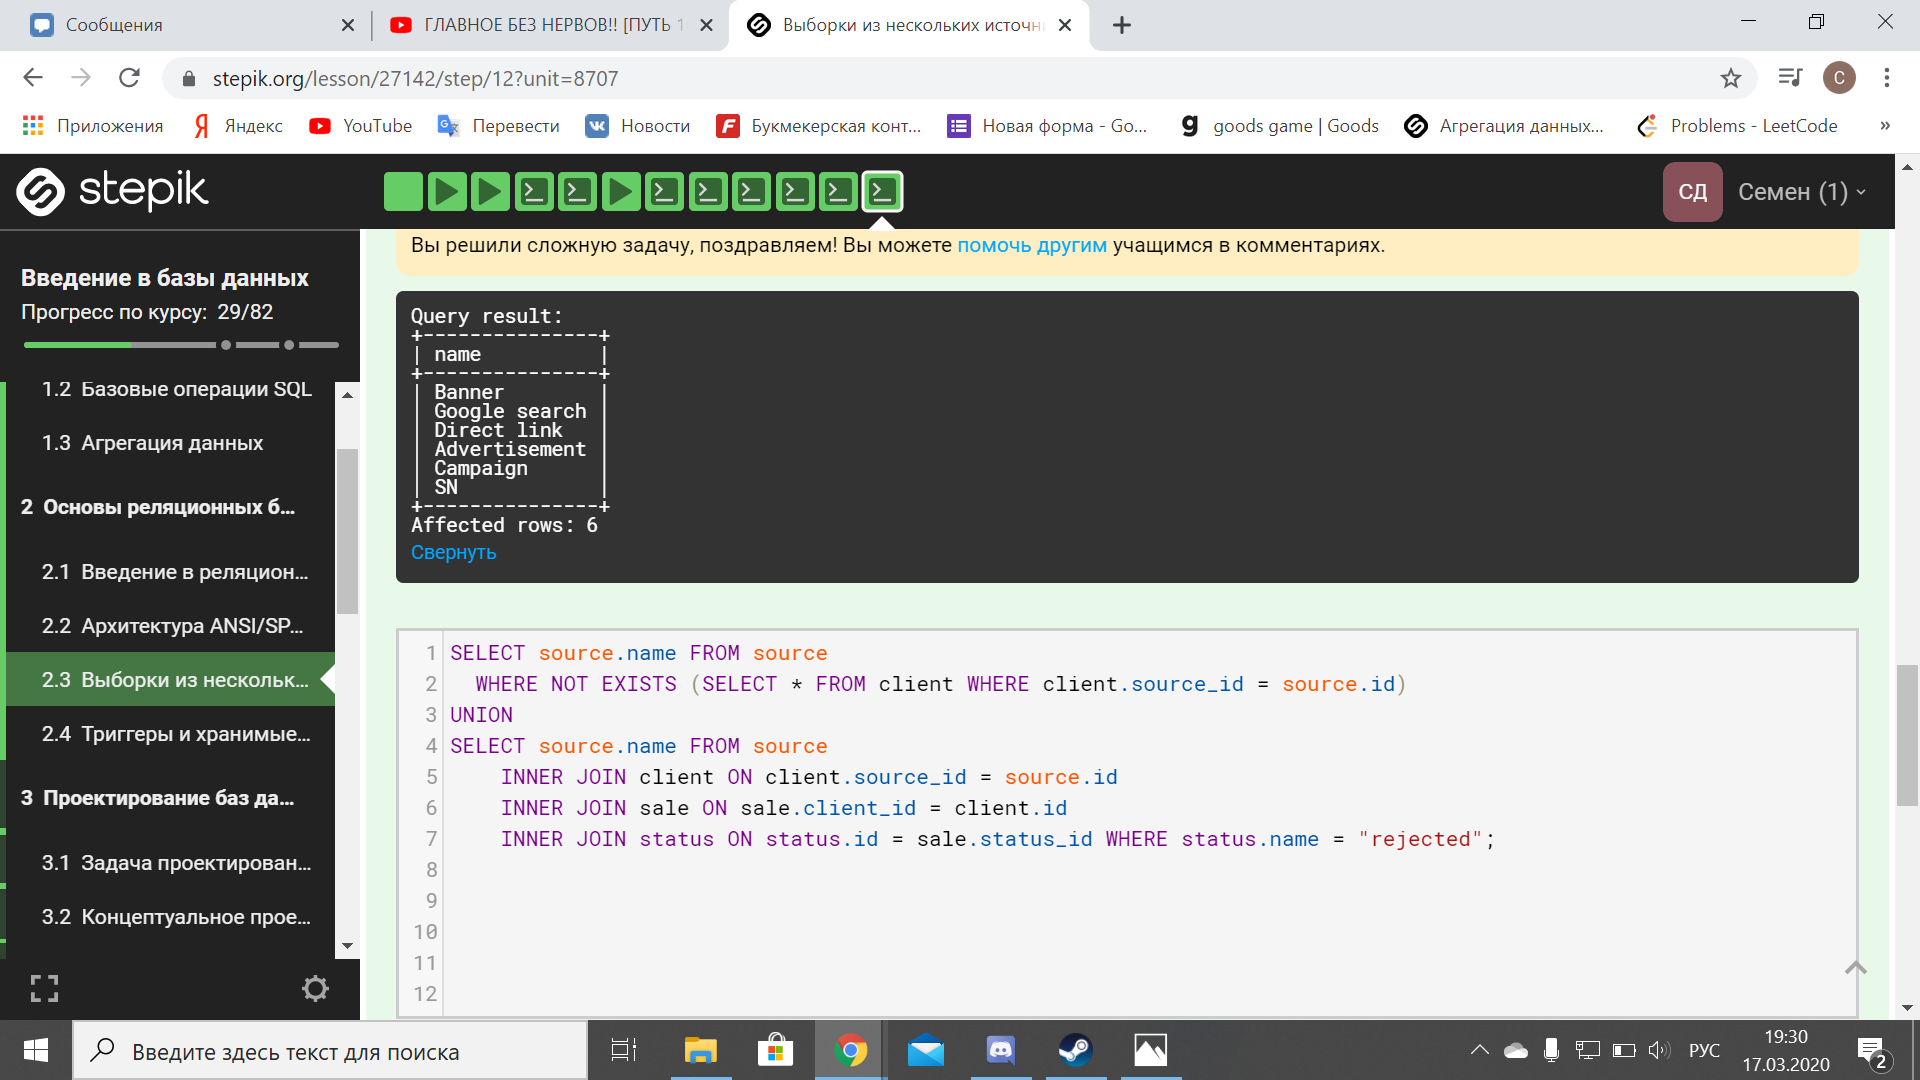 Сообщения
ГЛАВНОЕ БЕЗ НЕРВОВ!! [ПУТЬ 1
Выборки из нескольких источни
stepik.org/lesson/27142/step/12?unit=8707
С
Приложения
Яндекс
YouTube
Перевести
Новости
Букмекерская конт...
Новая форма - Go...
goods game | Goods
Агрегация данных...
Problems - LeetCode
»
stepik
СД
Семен (1)
Введение в базы данных
Прогресс по курсу: 29/82
1.2 Базовые операции SQL
1.3 Агрегация данных
2 Основы реляционных б...
2.1 Введение в реляцион...
2.2 Архитектура ANSI/SP...
2.3 Выборки из нескольк...
2.4 Триггеры и хранимые...
3 Проектирование баз да...
3.1 Задача проектирован...
3.2 Концептуальное прое...
Вы решили сложную задачу, поздравляем! Вы можете помочь другим учащимся в комментариях.
Query result:
+---------------+
| name |
+---------------+
| Banner |
| Google search |
| Direct link |
| Advertisement |
| Campaign |
| SN |
+---------------+
Affected rows: 6
Свернуть
1 SELECT source.name FROM source
2 WHERE NOT EXISTS (SELECT * FROM client WHERE client.source_id = source.id)
3 UNION
4 SELECT source.name FROM source
5 INNER JOIN client ON client.source_id = source.id
6 INNER JOIN sale ON sale.client_id = client.id
7 INNER JOIN status ON status.id = sale.status_id WHERE status.name = "rejected";
8
9
10
11
12
Введите здесь текст для поиска
РУС
19:30
17.03.2020
2